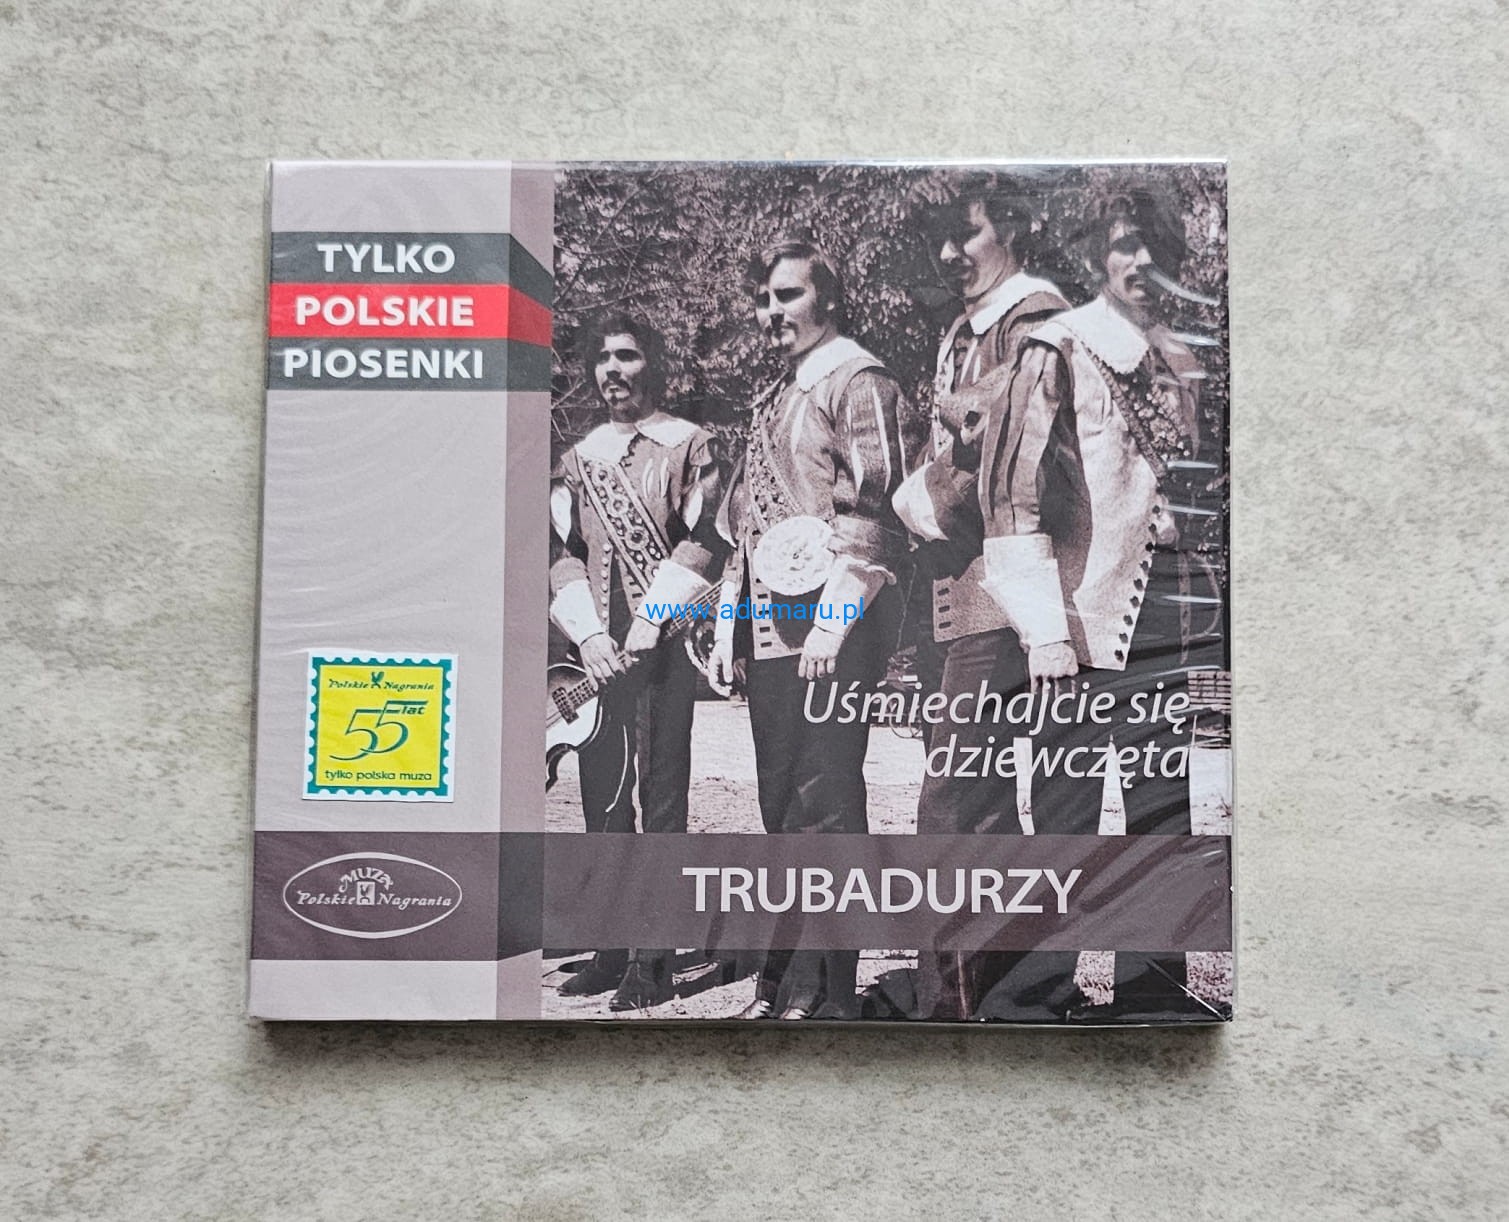 TYLKO
POLSKIE
PIOSENKI
www.adumaru.pl
Uśmiechajcie się
dziewczęta
Polskie Nagrania
55 lat
tylko polska muza
TRUBADURZY
MUZA
Polskie Nagrania